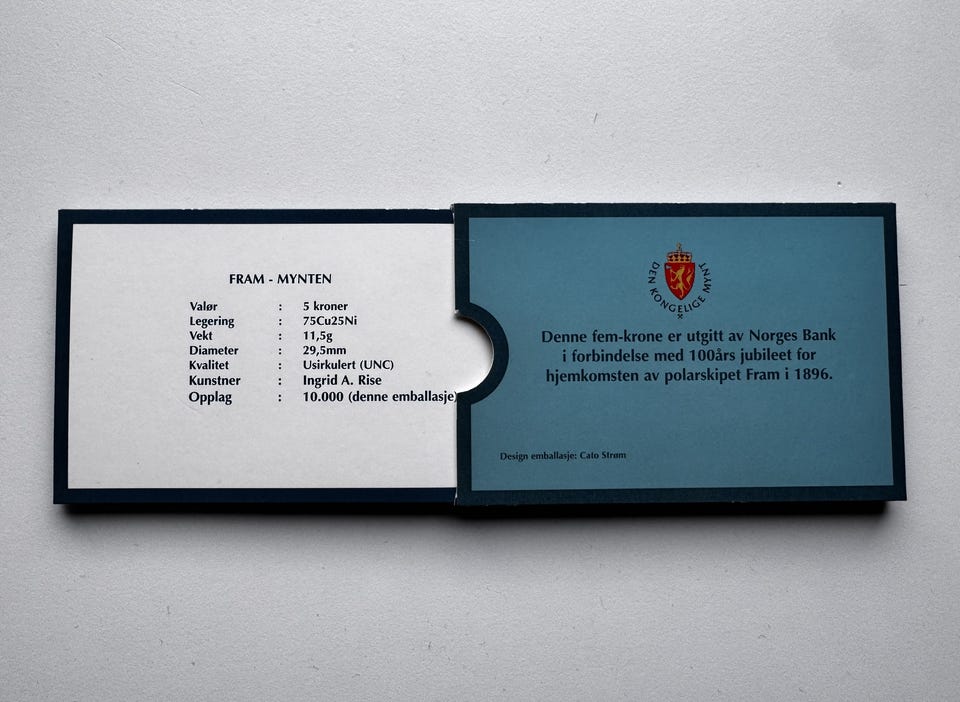 FRAM - MYNTEN
Valør : 5 kroner
Legering : 75Cu25Ni
Vekt : 11,5g
Diameter : 29,5mm
Kvalitet : Usirkulert (UNC)
Kunstner : Ingrid A. Rise
Opplag : 10.000 (denne emballasje)
DEN KONGELIGE MYNT
Denne fem-krone er utgitt av Norges Bank
i forbindelse med 100års jubileet for
hjemkomsten av polarskipet Fram i 1896.
Design emballasje: Cato Strøm